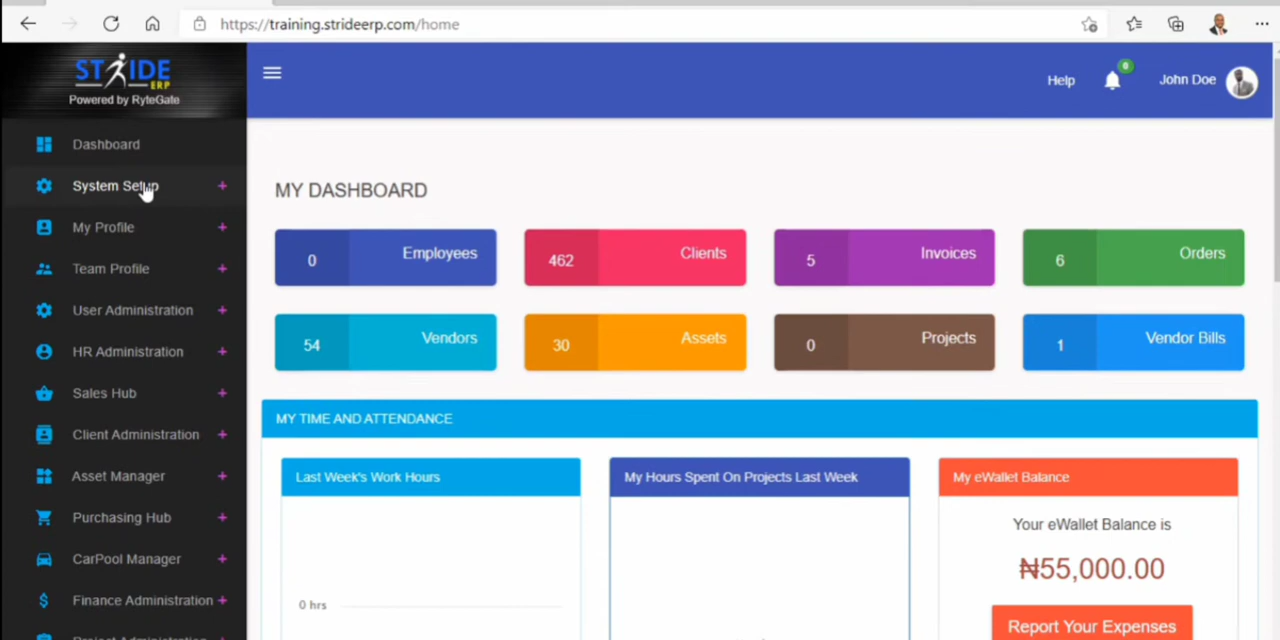 https://training.strideerp.com/home
STRIDE
ERP
Powered by RyteGate
Help
0
John Doe
Dashboard
System Setup +
My Profile +
Team Profile +
User Administration +
HR Administration +
Sales Hub +
Client Administration +
Asset Manager +
Purchasing Hub +
CarPool Manager +
Finance Administration +
Project Administration +
MY DASHBOARD
0 Employees
462 Clients
5 Invoices
6 Orders
54 Vendors
30 Assets
0 Projects
1 Vendor Bills
MY TIME AND ATTENDANCE
Last Week's Work Hours
0 hrs
My Hours Spent On Projects Last Week
My eWallet Balance
Your eWallet Balance is
₦55,000.00
Report Your Expenses